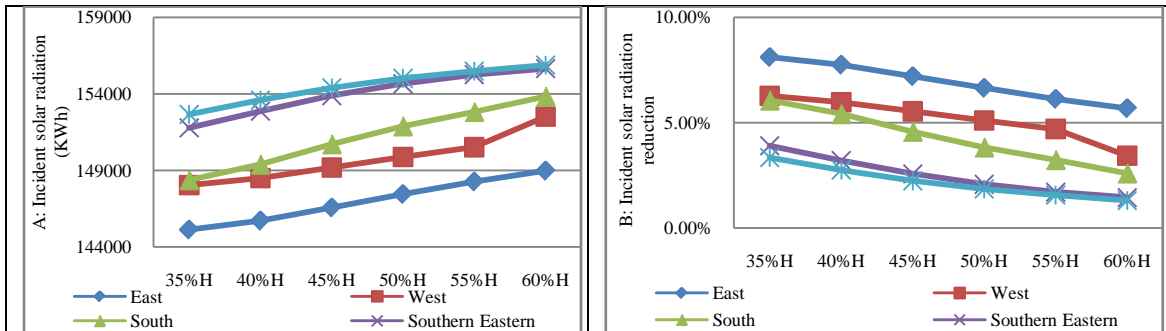 A: Incident solar radiation
(KWh)
159000
154000
149000
144000
35%H 40%H 45%H 50%H 55%H 60%H
East West
South Southern Eastern
B: Incident solar radiation
reduction
10.00%
5.00%
0.00%
35%H 40%H 45%H 50%H 55%H 60%H
East West
South Southern Eastern